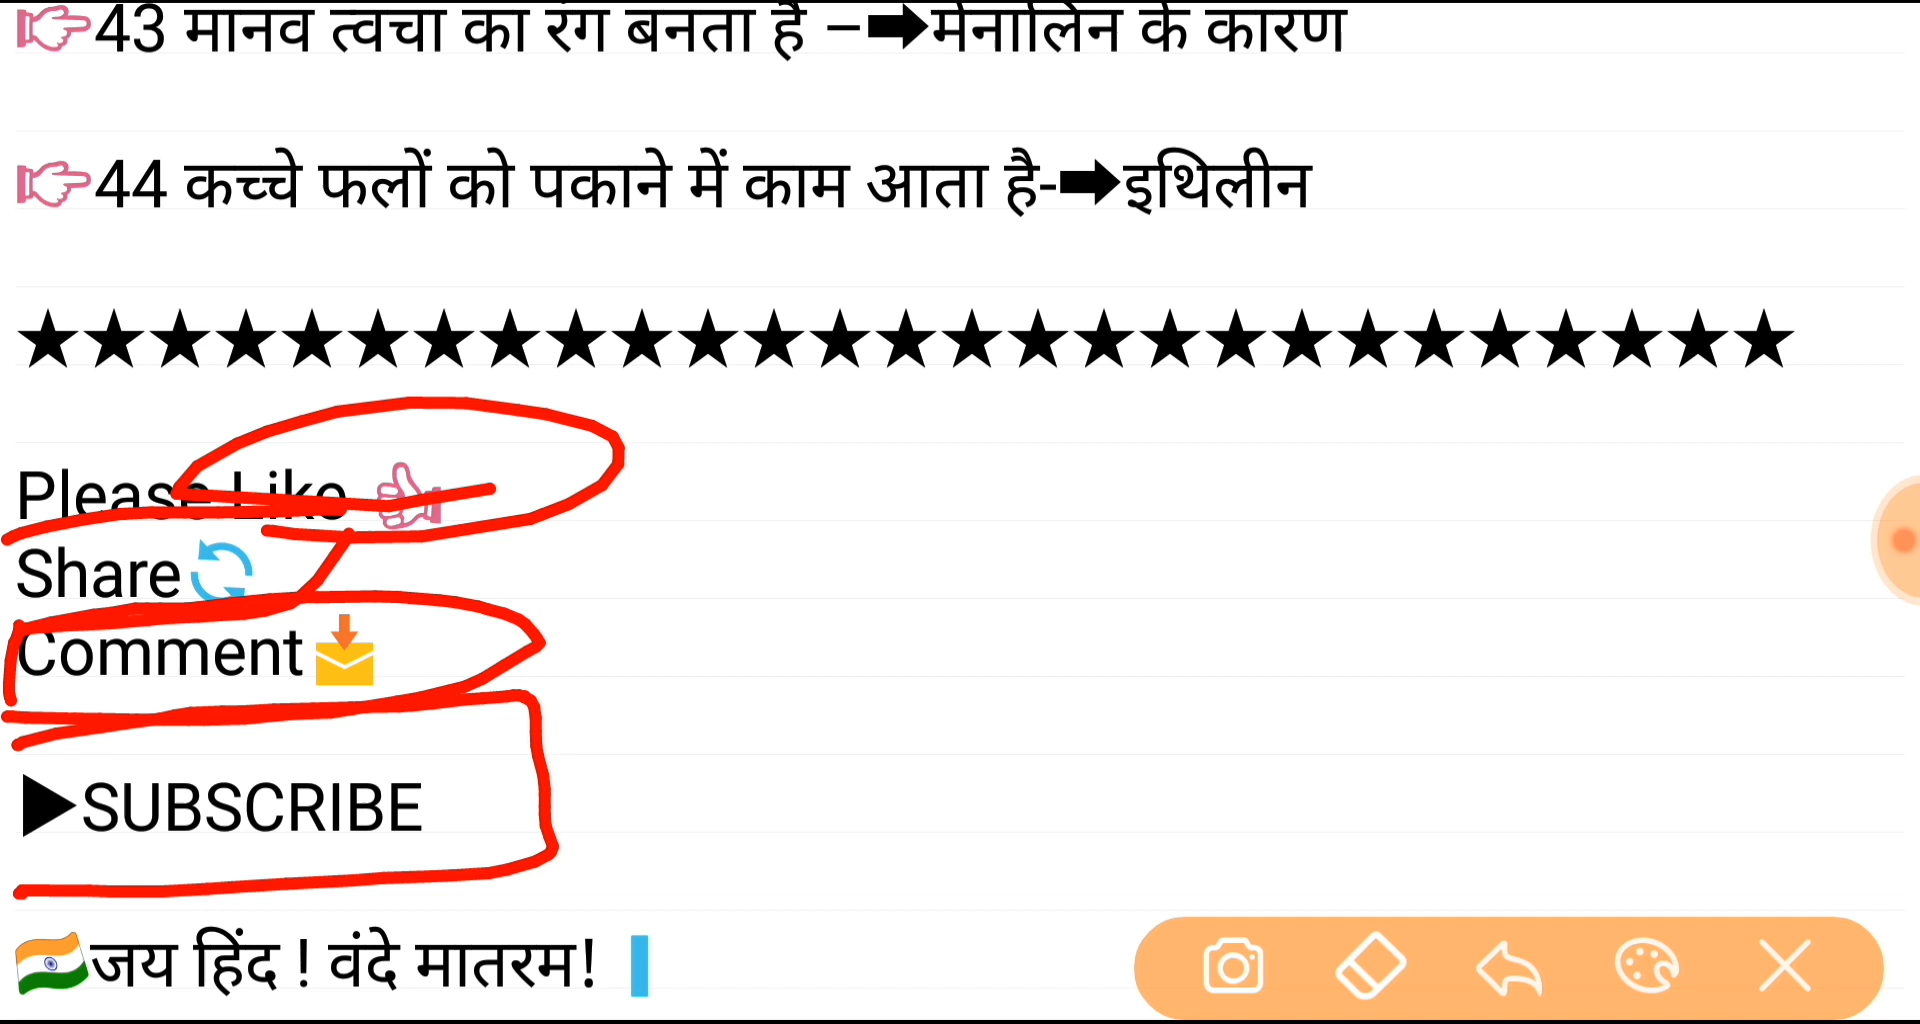 👉43 मानव त्वचा का रंग बनता है –➡मेनालिन के कारण
👉44 कच्चे फलों को पकाने में काम आता है-➡इथिलीन
★★★★★★★★★★★★★★★★★★★★★★★★★★★
Please Like 👍
Share🔄
Comment📩
▶SUBSCRIBE
🇮🇳जय हिंद ! वंदे मातरम!